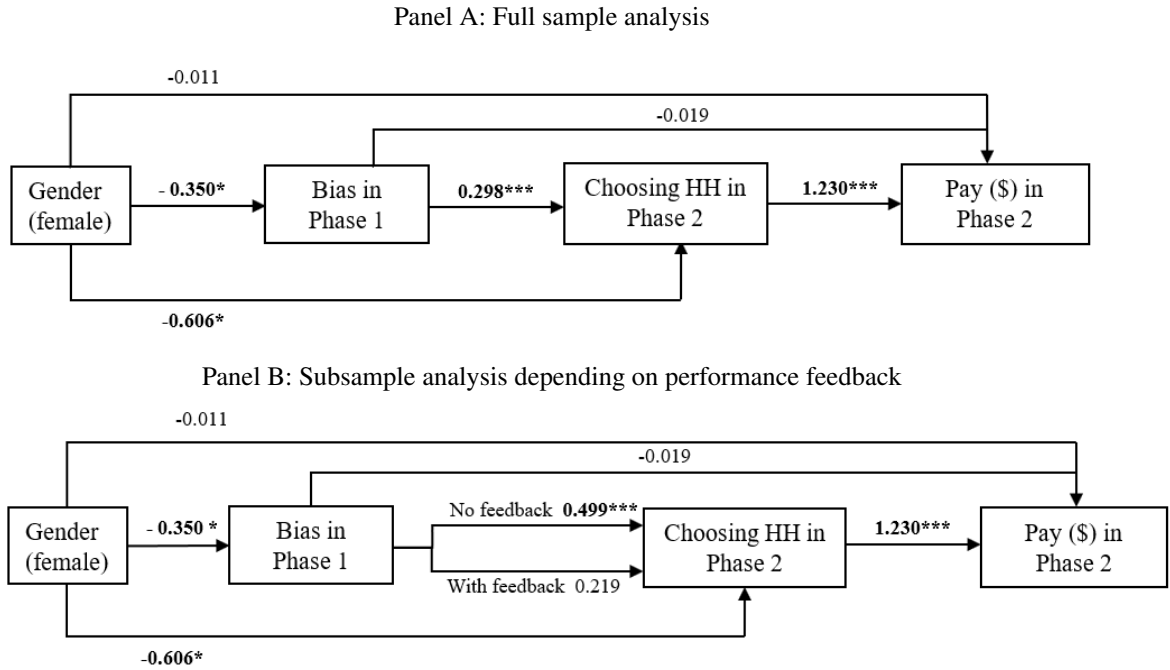 Panel A: Full sample analysis
-0.011
-0.019
Gender
(female)
- 0.350*
Bias in
Phase 1
0.298***
Choosing HH in
Phase 2
1.230***
Pay ($) in
Phase 2
-0.606*
Panel B: Subsample analysis depending on performance feedback
-0.011
-0.019
Gender
(female)
- 0.350 *
Bias in
Phase 1
No feedback 0.499***
With feedback 0.219
Choosing HH in
Phase 2
1.230***
Pay ($) in
Phase 2
-0.606*